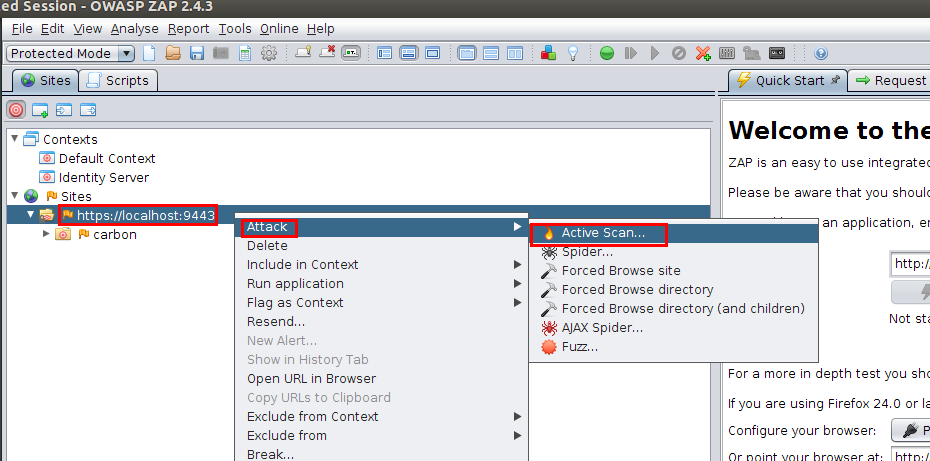 ed Session - OWASP ZAP 2.4.3
File Edit View Analyse Report Tools Online Help
Protected Mode
Sites Scripts
Quick Start Request
Contexts
Default Context
Identity Server
Sites
https://localhost:9443
carbon
Attack
Delete
Include in Context
Run application
Flag as Context
Resend...
New Alert...
Show in History Tab
Open URL in Browser
Copy URLs to Clipboard
Exclude from Context
Exclude from
Break...
Active Scan...
Spider...
Forced Browse site
Forced Browse directory
Forced Browse directory (and children)
AJAX Spider...
Fuzz...
Welcome to the
ZAP is an easy to use integrated
Please be aware that you should
an application, en
http:/
Not sta
For a more in depth test you sho
If you are using Firefox 24.0 or la
Configure your browser: P
Or point your browser at: http:/